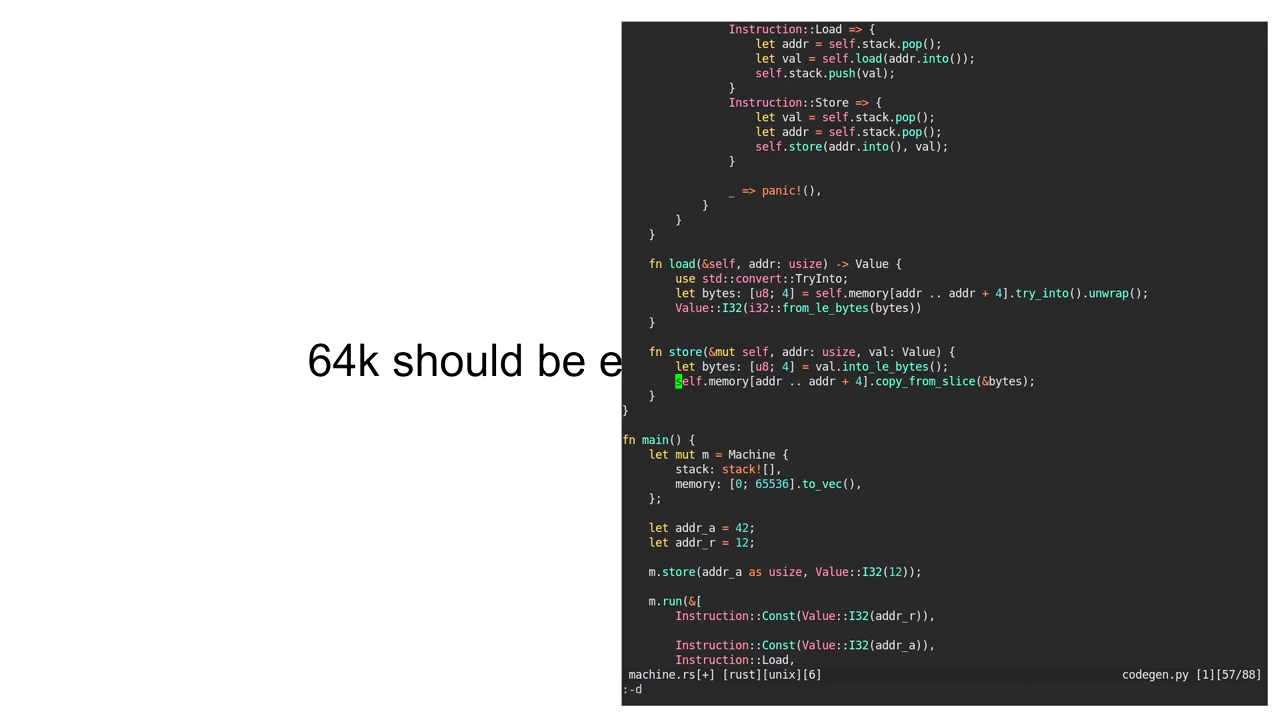 64k should be e
Instruction::Load => {
let addr = self.stack.pop();
let val = self.load(addr.into());
self.stack.push(val);
}
Instruction::Store => {
let val = self.stack.pop();
let addr = self.stack.pop();
self.store(addr.into(), val);
}
_ => panic!(),
}
}
}
fn load(&self, addr: usize) -> Value {
use std::convert::TryInto;
let bytes: [u8; 4] = self.memory[addr .. addr + 4].try_into().unwrap();
Value::I32(i32::from_le_bytes(bytes))
}
fn store(&mut self, addr: usize, val: Value) {
let bytes: [u8; 4] = val.into_le_bytes();
self.memory[addr .. addr + 4].copy_from_slice(&bytes);
}
}
fn main() {
let mut m = Machine {
stack: stack![],
memory: [0; 65536].to_vec(),
};
let addr_a = 42;
let addr_r = 12;
m.store(addr_a as usize, Value::I32(12));
m.run(&[
Instruction::Const(Value::I32(addr_r)),
Instruction::Const(Value::I32(addr_a)),
Instruction::Load,
machine.rs[+] [rust][unix][6] codegen.py [1][57/88]
:-d